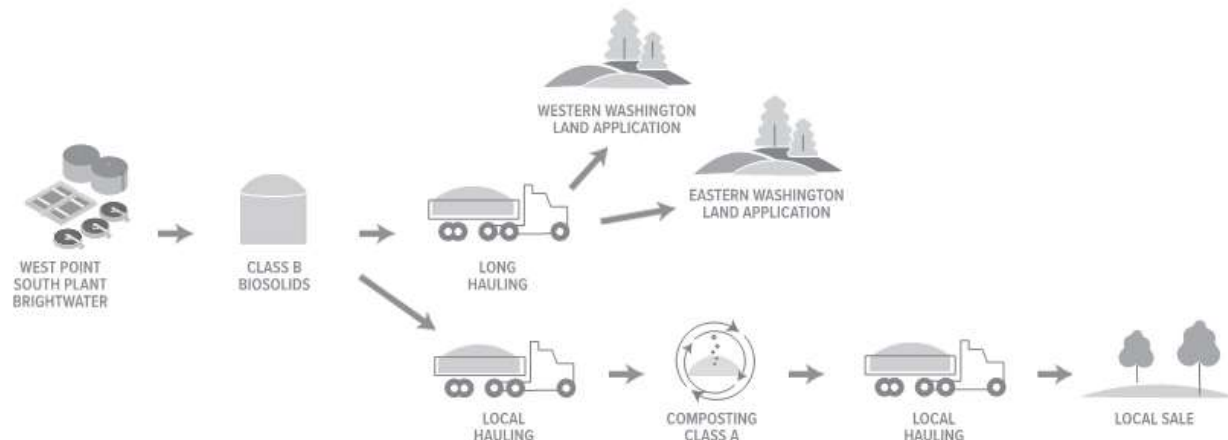 WESTERN WASHINGTON
LAND APPLICATION
EASTERN WASHINGTON
LAND APPLICATION
WEST POINT
SOUTH PLANT
BRIGHTWATER
CLASS B
BIOSOLIDS
LONG
HAULING
LOCAL
HAULING
COMPOSTING
CLASS A
LOCAL
HAULING
LOCAL SALE